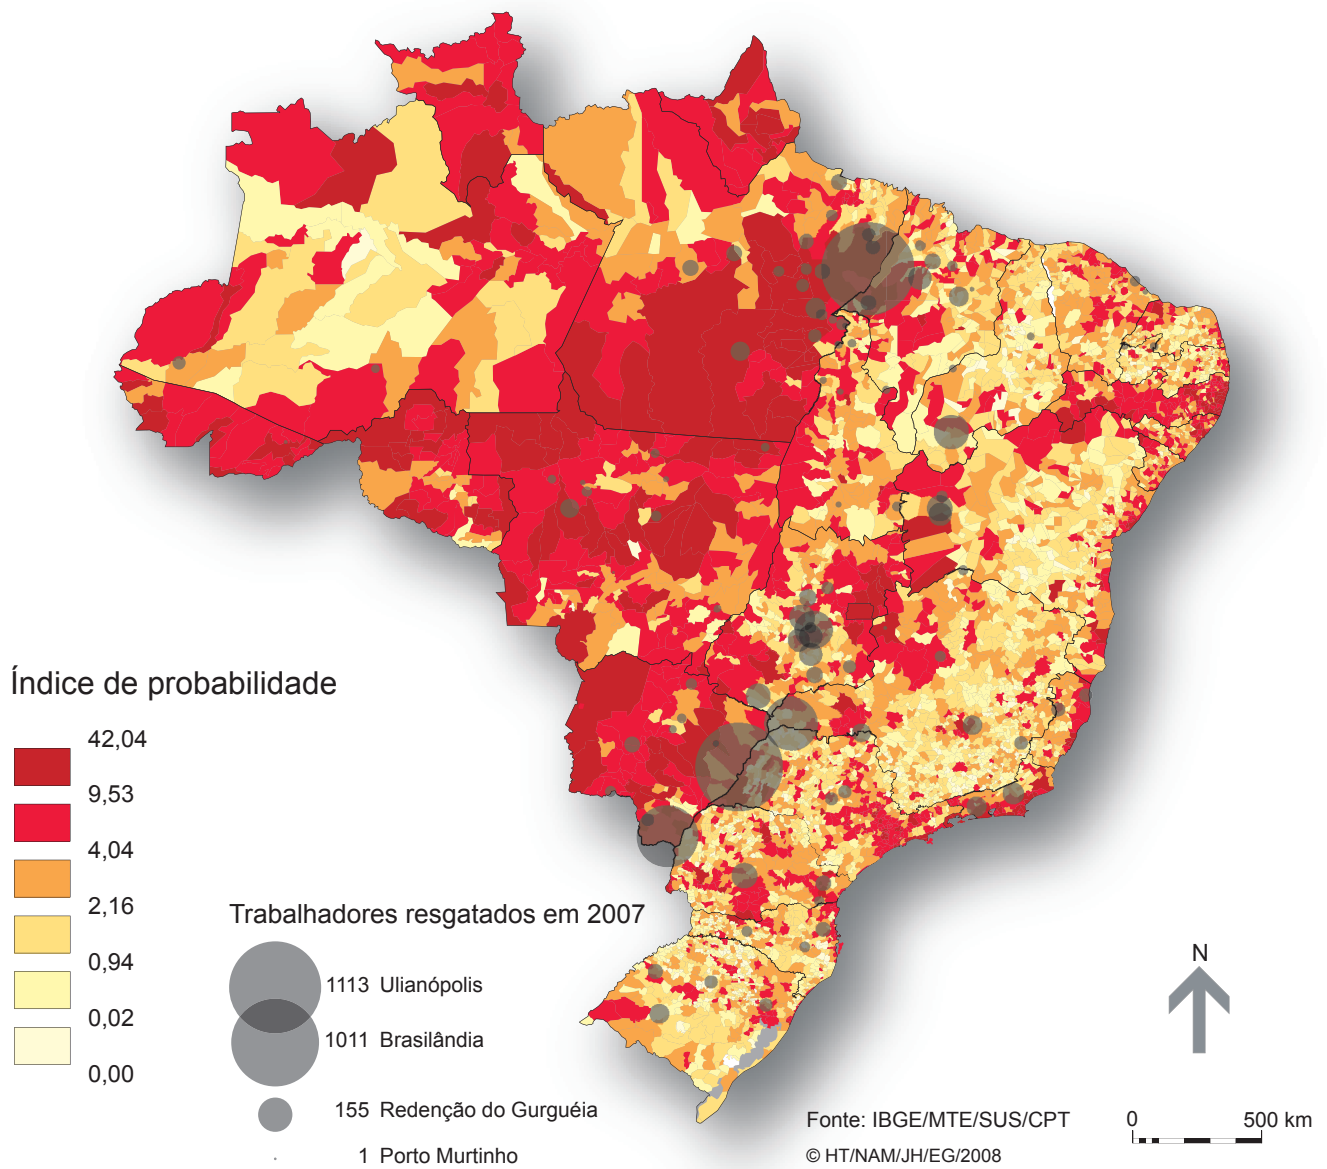 Índice de probabilidade
42,04
9,53
4,04
2,16
0,94
0,02
0,00
Trabalhadores resgatados em 2007
1113 Ulianópolis
1011 Brasilândia
155 Redenção do Gurguéia
1 Porto Murtinho
N
Fonte: IBGE/MTE/SUS/CPT
0 500 km
© HT/NAM/JH/EG/2008